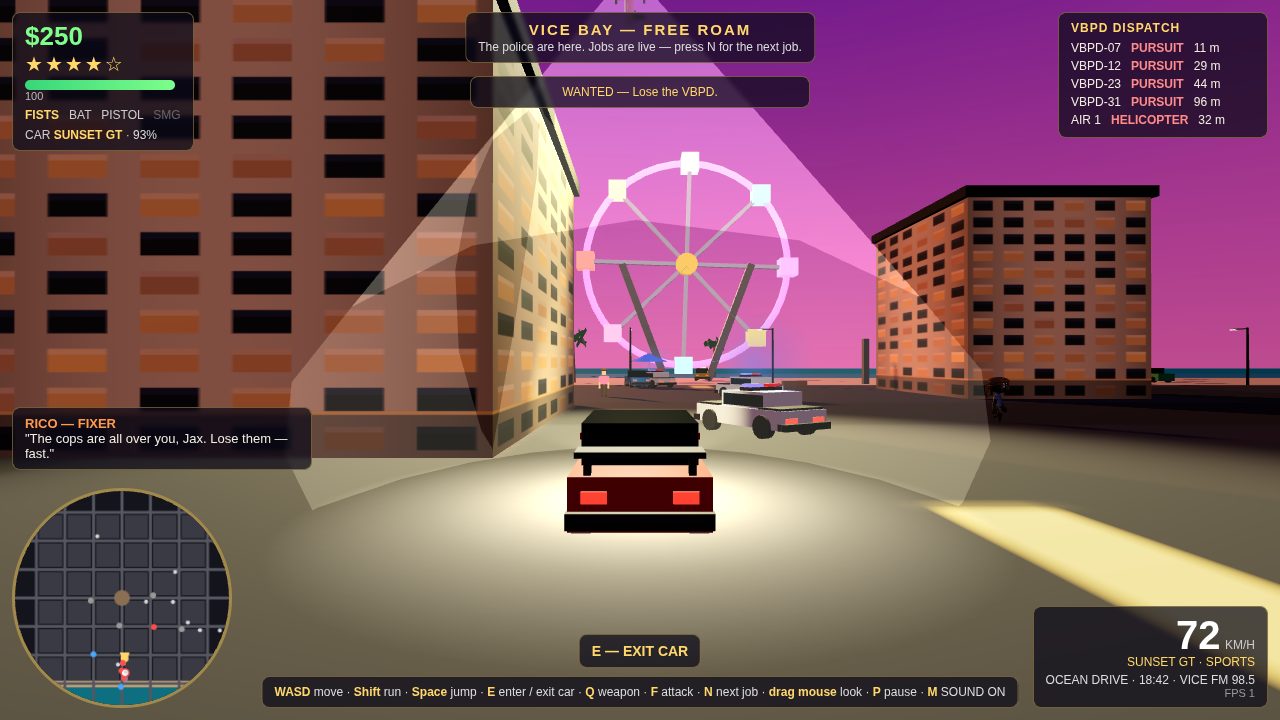 $250
★★★★☆
100
FISTS BAT PISTOL SMG
CAR SUNSET GT · 93%
VICE BAY — FREE ROAM
The police are here. Jobs are live — press N for the next job.
WANTED — Lose the VBPD.
VBPD DISPATCH
VBPD-07 PURSUIT 11 m
VBPD-12 PURSUIT 29 m
VBPD-23 PURSUIT 44 m
VBPD-31 PURSUIT 96 m
AIR 1 HELICOPTER 32 m
RICO — FIXER
"The cops are all over you, Jax. Lose them —
fast."
E — EXIT CAR
WASD move · Shift run · Space jump · E enter / exit car · Q weapon · F attack · N next job · drag mouse look · P pause · M SOUND ON
72 KM/H
SUNSET GT · SPORTS
OCEAN DRIVE · 18:42 · VICE FM 98.5
FPS 1